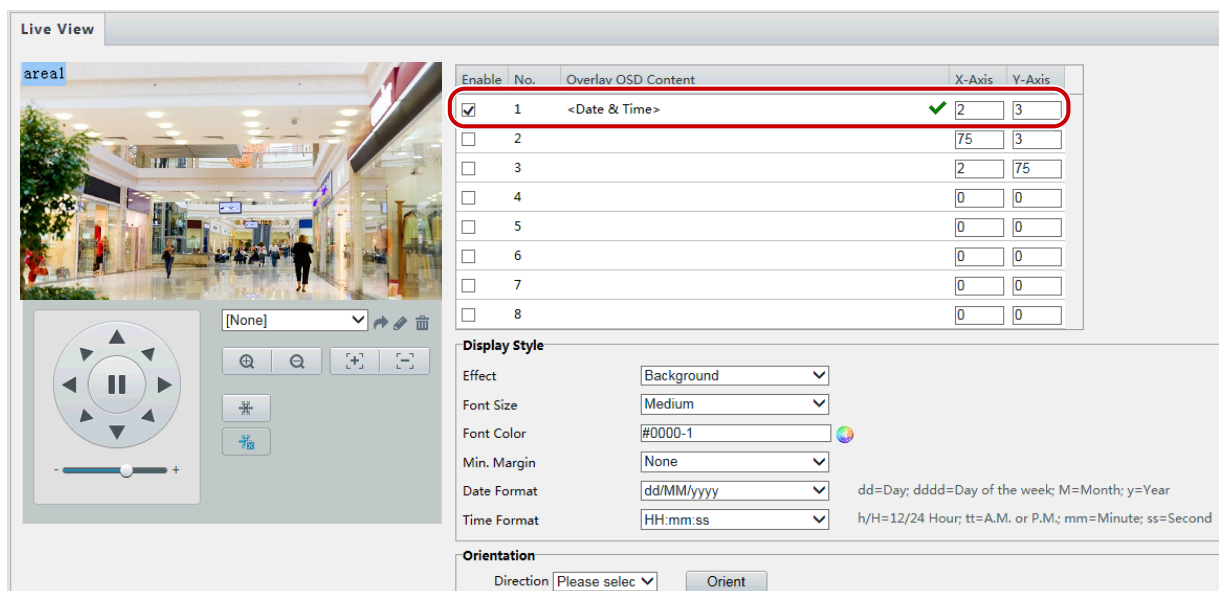 Live View
area1
Enable No. Overlay OSD Content X-Axis Y-Axis
1 <Date & Time> 2 3
2 75 3
3 2 75
4 0 0
5 0 0
6 0 0
7 0 0
8 0 0
[None]
- +
Display Style
Effect Background
Font Size Medium
Font Color #0000-1
Min. Margin None
Date Format dd/MM/yyyy dd=Day; dddd=Day of the week; M=Month; y=Year
Time Format HH:mm:ss h/H=12/24 Hour; tt=A.M. or P.M.; mm=Minute; ss=Second
Orientation
Direction Please selec Orient